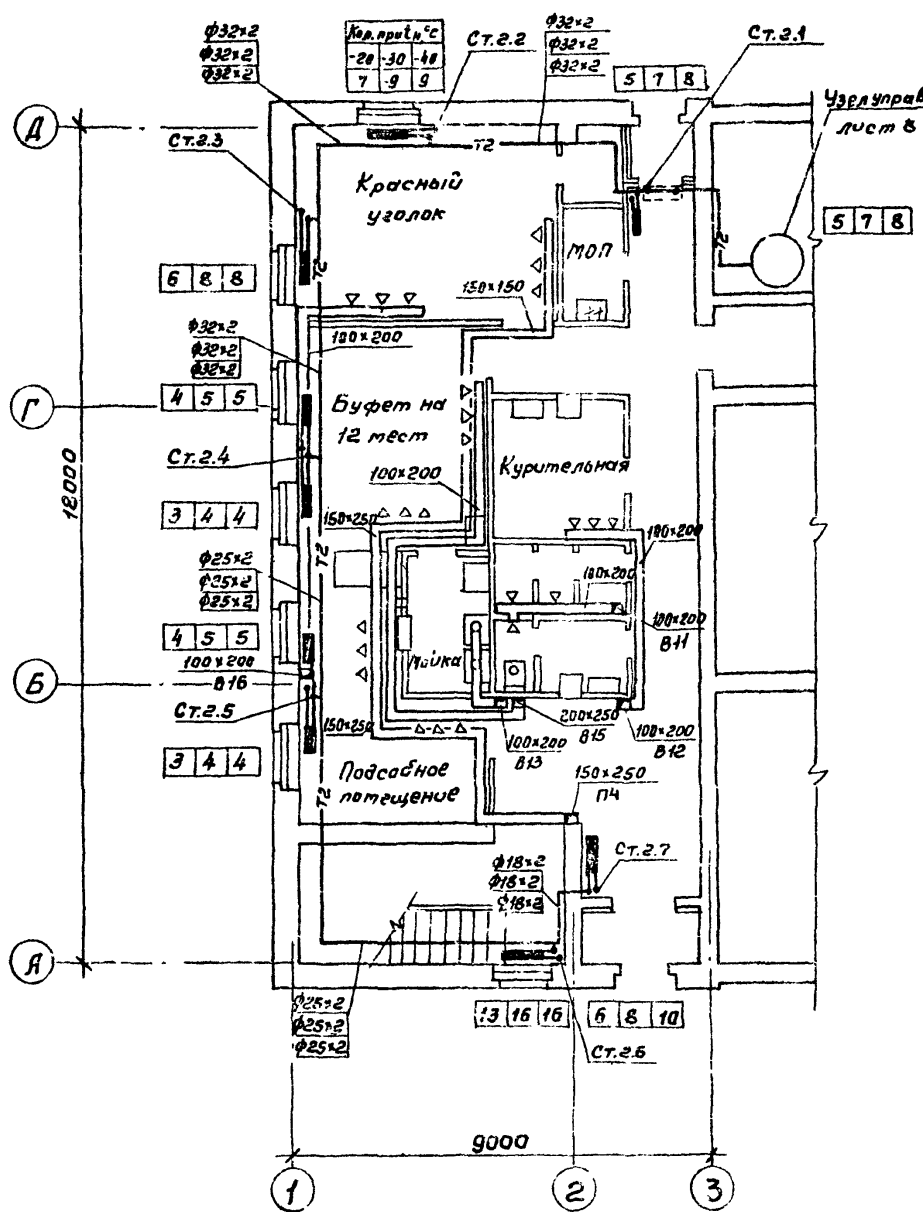 ф32×2
ф32×2
ф32×2
Кол. при tн, °С
-20 -30 -40
7 9 9
Ст.2.2
ф32×2
ф32×2
ф32×2
Ст.2.1
5 7 8
Узел управ
лист 8
Д
Ст.2.3
Т2
Красный
уголок
МОП
5 7 8
Т2
Т2
6 8 8
150×150
ф32×2
ф32×2
ф32×2
100×200
4 5 5
Г
Буфет на
12 мест
Ст.2.4
Курительная
100×200
12000
3 4 4
150×250
100×200
Т2
ф25×2
ф25×2
ф25×2
100×200
4 5 5
100×200
В11
100×200
В16
Мойка
Б
Ст.2.5
150×250
200×250
В15
100×200
В12
100×200
В13
3 4 4
Подсобное
помещение
150×250
П4
Т2
Ст.2.7
ф18×2
ф18×2
ф18×2
А
ф25×2
ф25×2
ф25×2
13 16 16
6 8 10
Ст.2.6
9000
1
2
3